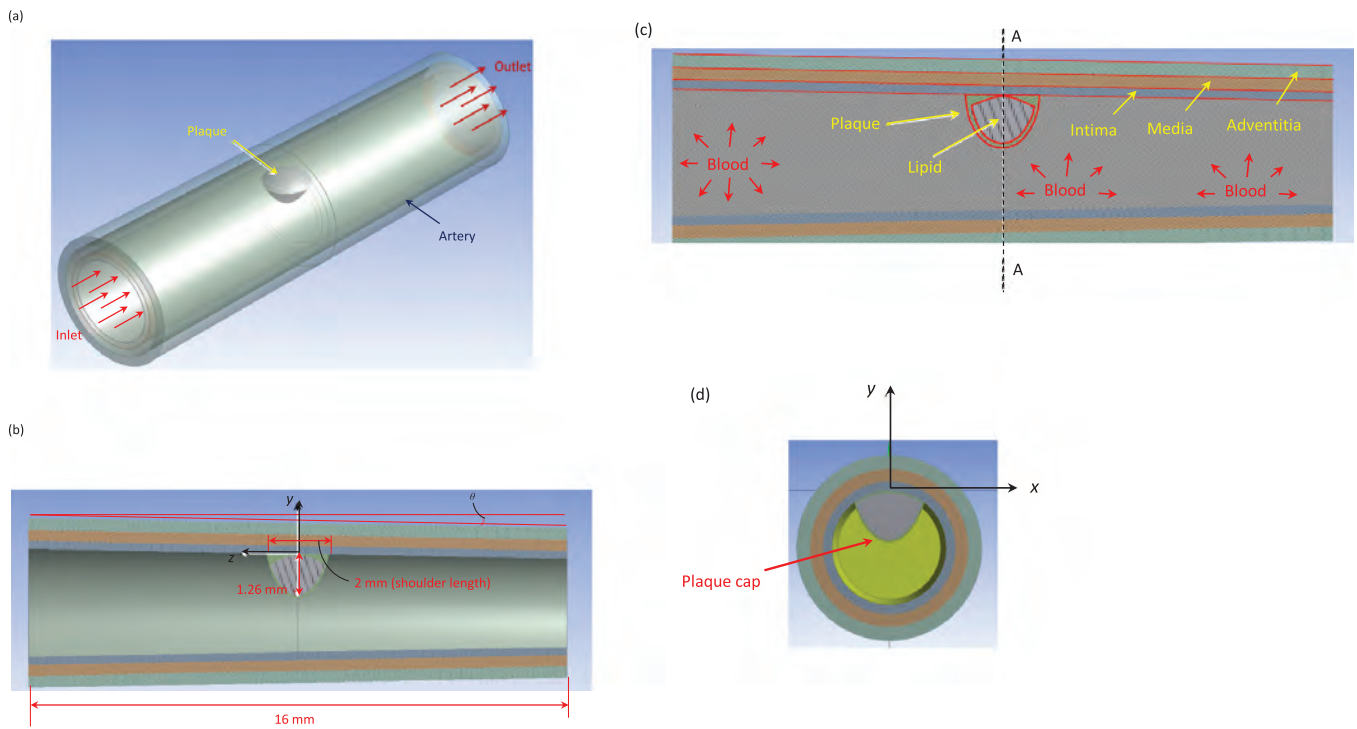 (a)
Outlet
Plaque
Artery
Inlet
(b)
y
θ
z
1.26 mm
2 mm (shoulder length)
16 mm
(c)
A
Plaque
Lipid
Intima
Media
Adventitia
Blood
Blood
Blood
A
(d)
y
x
Plaque cap